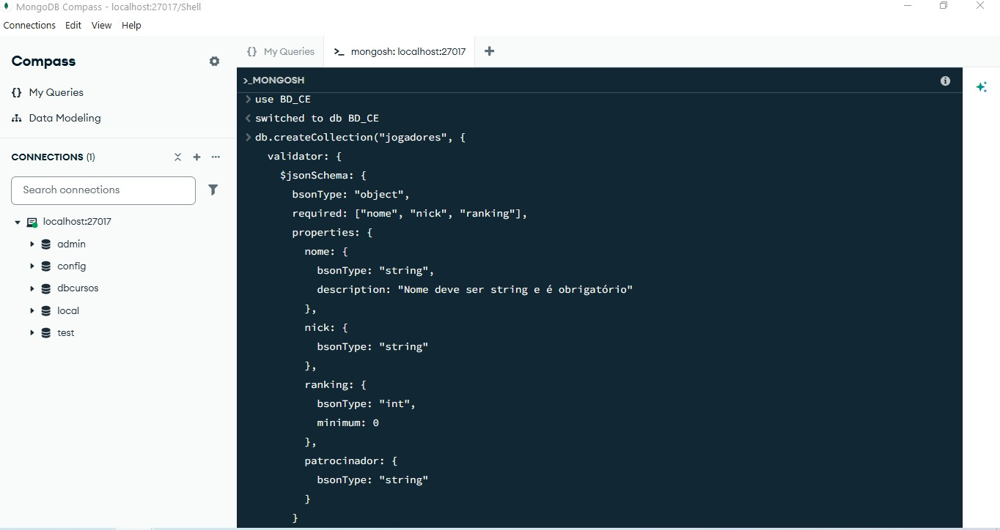 MongoDB Compass - localhost:27017/Shell
Connections Edit View Help
Compass
{} My Queries
Data Modeling
CONNECTIONS (1)
Search connections
localhost:27017
admin
config
dbcursos
local
test
{} My Queries
>_ mongosh: localhost:27017
>_MONGOSH
> use BD_CE
< switched to db BD_CE
> db.createCollection("jogadores", {
validator: {
$jsonSchema: {
bsonType: "object",
required: ["nome", "nick", "ranking"],
properties: {
nome: {
bsonType: "string",
description: "Nome deve ser string e é obrigatório"
},
nick: {
bsonType: "string"
},
ranking: {
bsonType: "int",
minimum: 0
},
patrocinador: {
bsonType: "string"
}
}